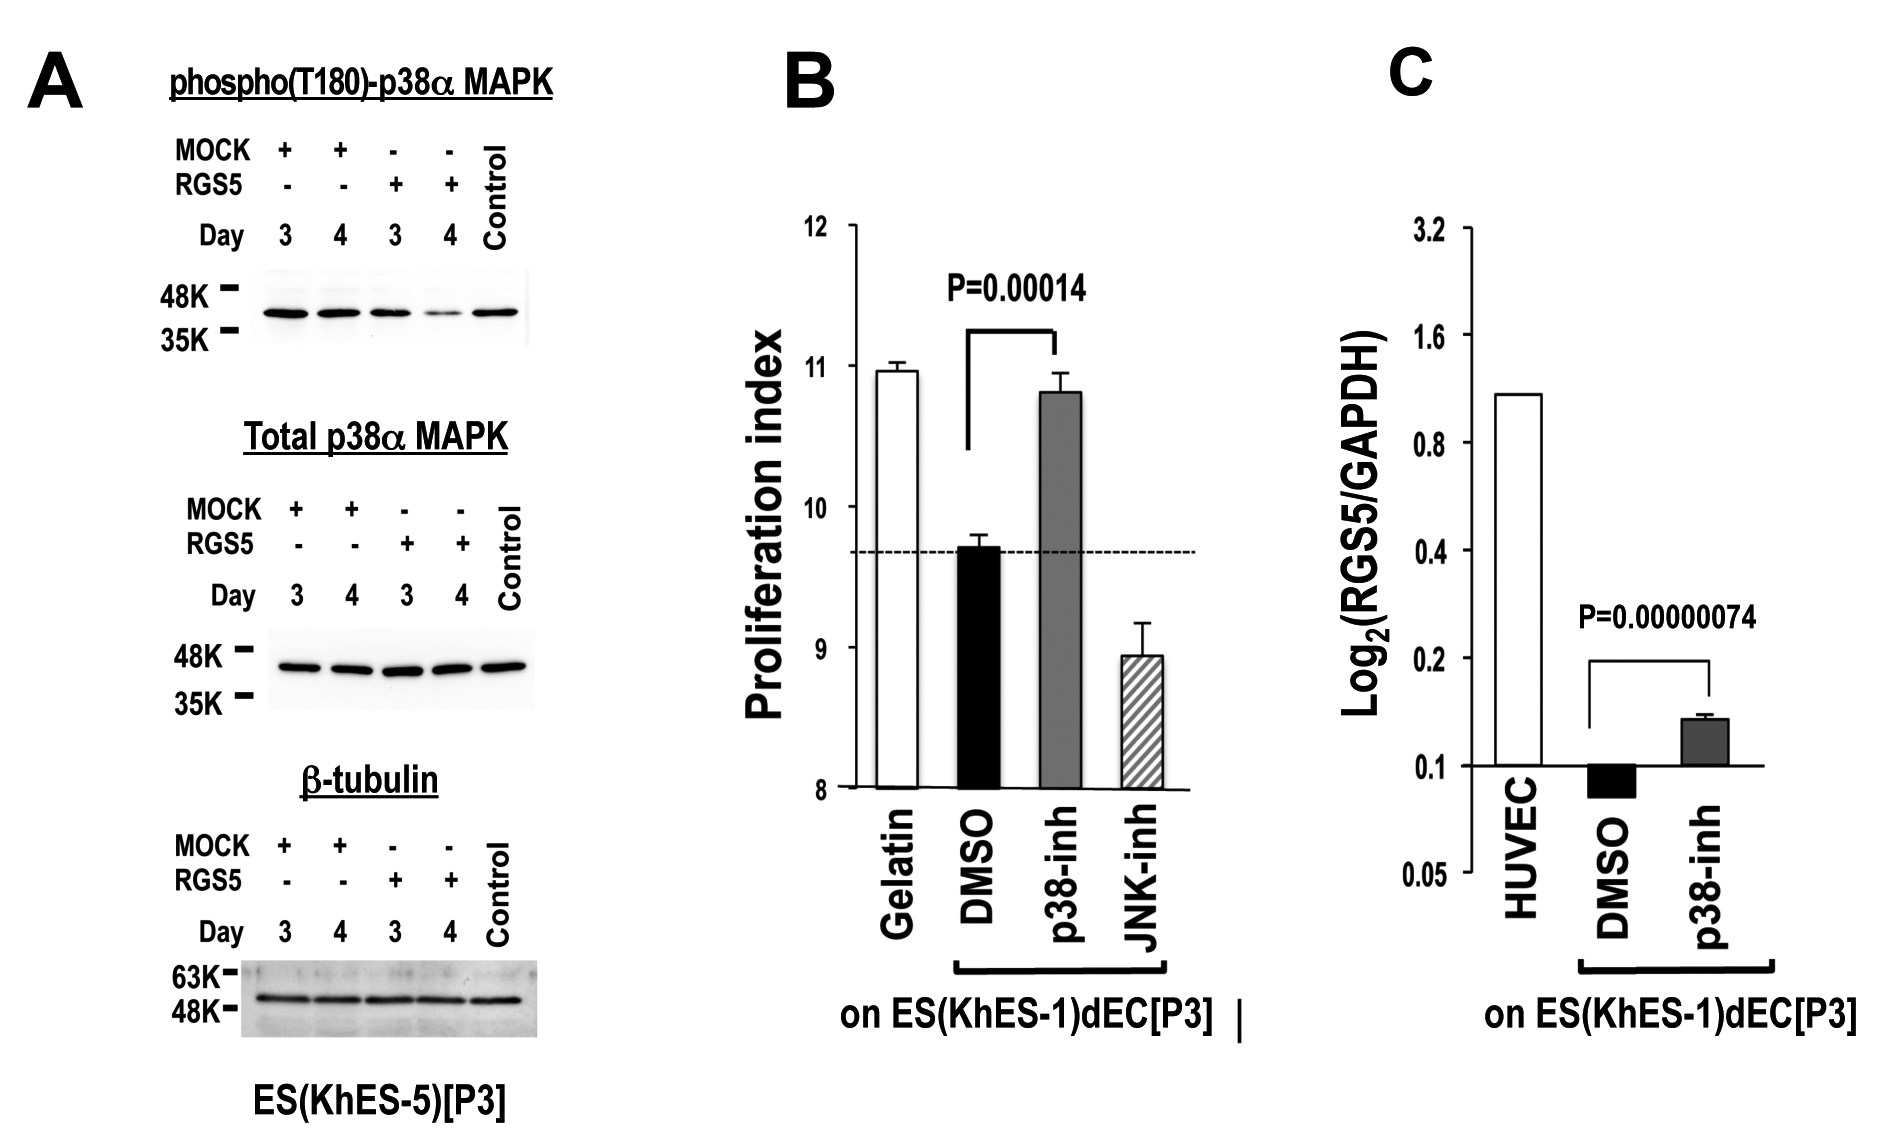 A
phospho(T180)-p38α MAPK
MOCK + + - - Control
RGS5 - - + +
Day 3 4 3 4
48K
35K
Total p38α MAPK
MOCK + + - - Control
RGS5 - - + +
Day 3 4 3 4
48K
35K
β-tubulin
MOCK + + - - Control
RGS5 - - + +
Day 3 4 3 4
63K
48K
ES(KhES-5)[P3]
B
Proliferation index
12
11
10
9
8
P=0.00014
Gelatin
DMSO
p38-inh
JNK-inh
on ES(KhES-1)dEC[P3] |
C
Log2(RGS5/GAPDH)
3.2
1.6
0.8
0.4
0.2
0.1
0.05
P=0.00000074
HUVEC
DMSO
p38-inh
on ES(KhES-1)dEC[P3]